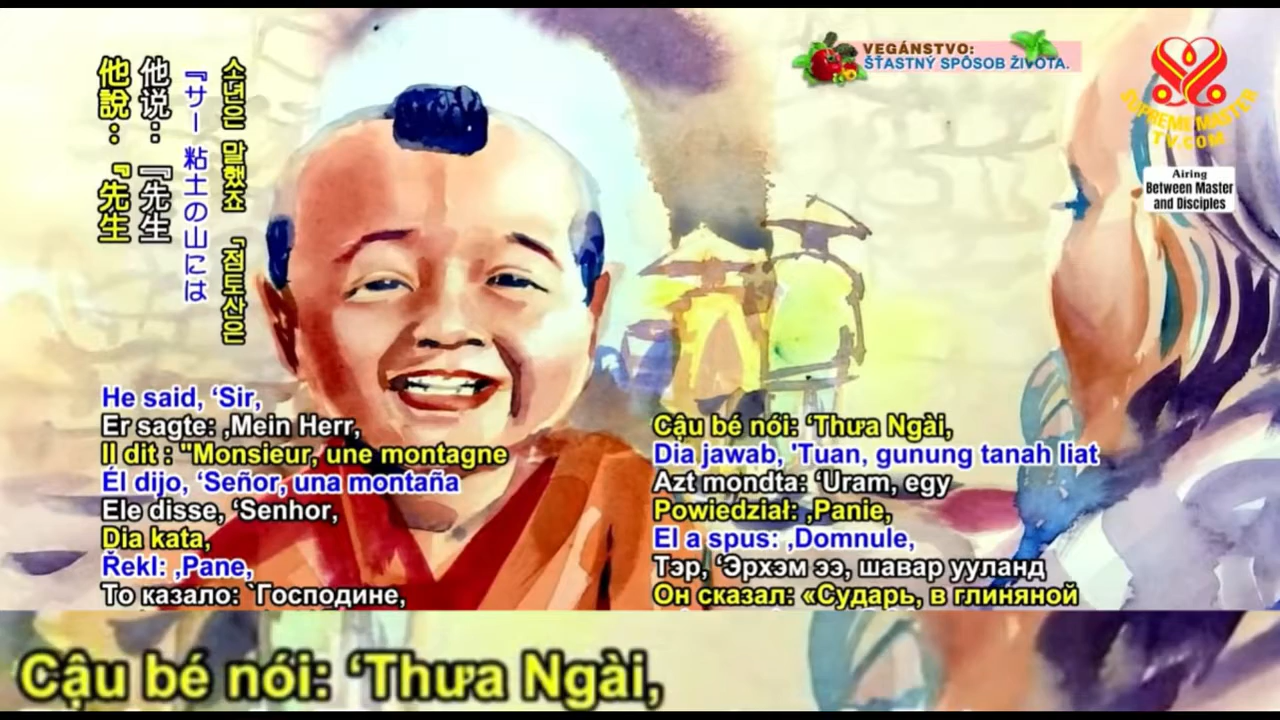 他說:『先生
他说:『先生
『サー 粘土の山には
소년은 말했죠 「점토산은
VEGÁNSTVO:
ŠŤASTNÝ SPÔSOB ŽIVOTA.
SUPREME MASTER
TV.COM
Airing
Between Master
and Disciples
He said, ‘Sir,
Er sagte: ‚Mein Herr,
Il dit : "Monsieur, une montagne
Él dijo, ‘Señor, una montaña
Ele disse, ‘Senhor,
Dia kata,
Řekl: ‚Pane,
То казало: `Господине,
Cậu bé nói: ‘Thưa Ngài,
Dia jawab, 'Tuan, gunung tanah liat
Azt mondta: ‘Uram, egy
Powiedział: ‚Panie,
El a spus: ‚Domnule,
Тэр, ‘Эрхэм ээ, шавар ууланд
Он сказал: «Сударь, в глиняной
Cậu bé nói: ‘Thưa Ngài,